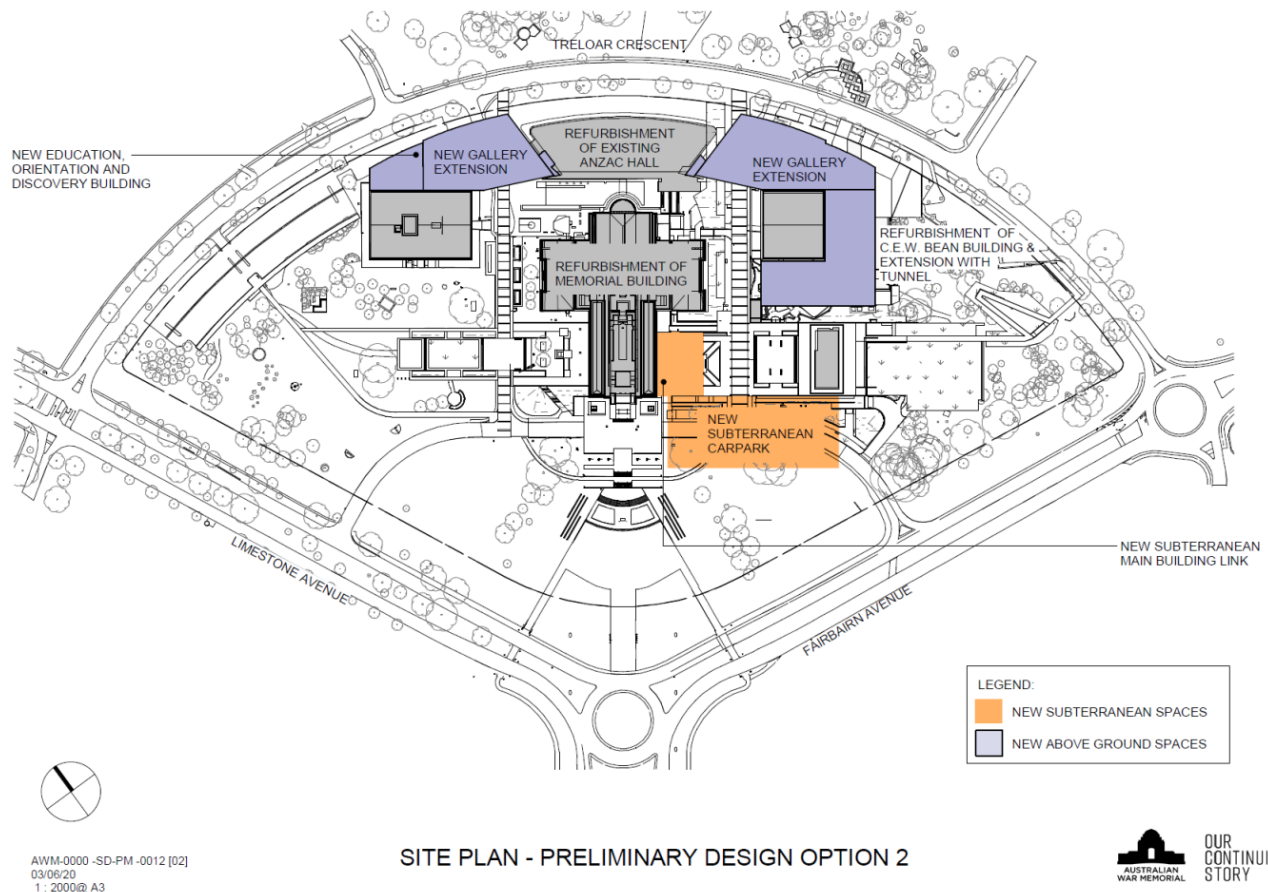 TRELOAR CRESCENT
NEW EDUCATION,
ORIENTATION AND
DISCOVERY BUILDING
NEW GALLERY
EXTENSION
REFURBISHMENT
OF EXISTING
ANZAC HALL
NEW GALLERY
EXTENSION
REFURBISHMENT OF
C.E.W. BEAN BUILDING &
EXTENSION WITH
TUNNEL
REFURBISHMENT OF
MEMORIAL BUILDING
NEW
SUBTERRANEAN
CARPARK
NEW SUBTERRANEAN
MAIN BUILDING LINK
LIMESTONE AVENUE
FAIRBAIRN AVENUE
LEGEND:
NEW SUBTERRANEAN SPACES
NEW ABOVE GROUND SPACES
AWM-0000 -SD-PM -0012 [02]
03/06/20
1 : 2000@ A3
SITE PLAN - PRELIMINARY DESIGN OPTION 2
AUSTRALIAN
WAR MEMORIAL
OUR
CONTINUI
STORY